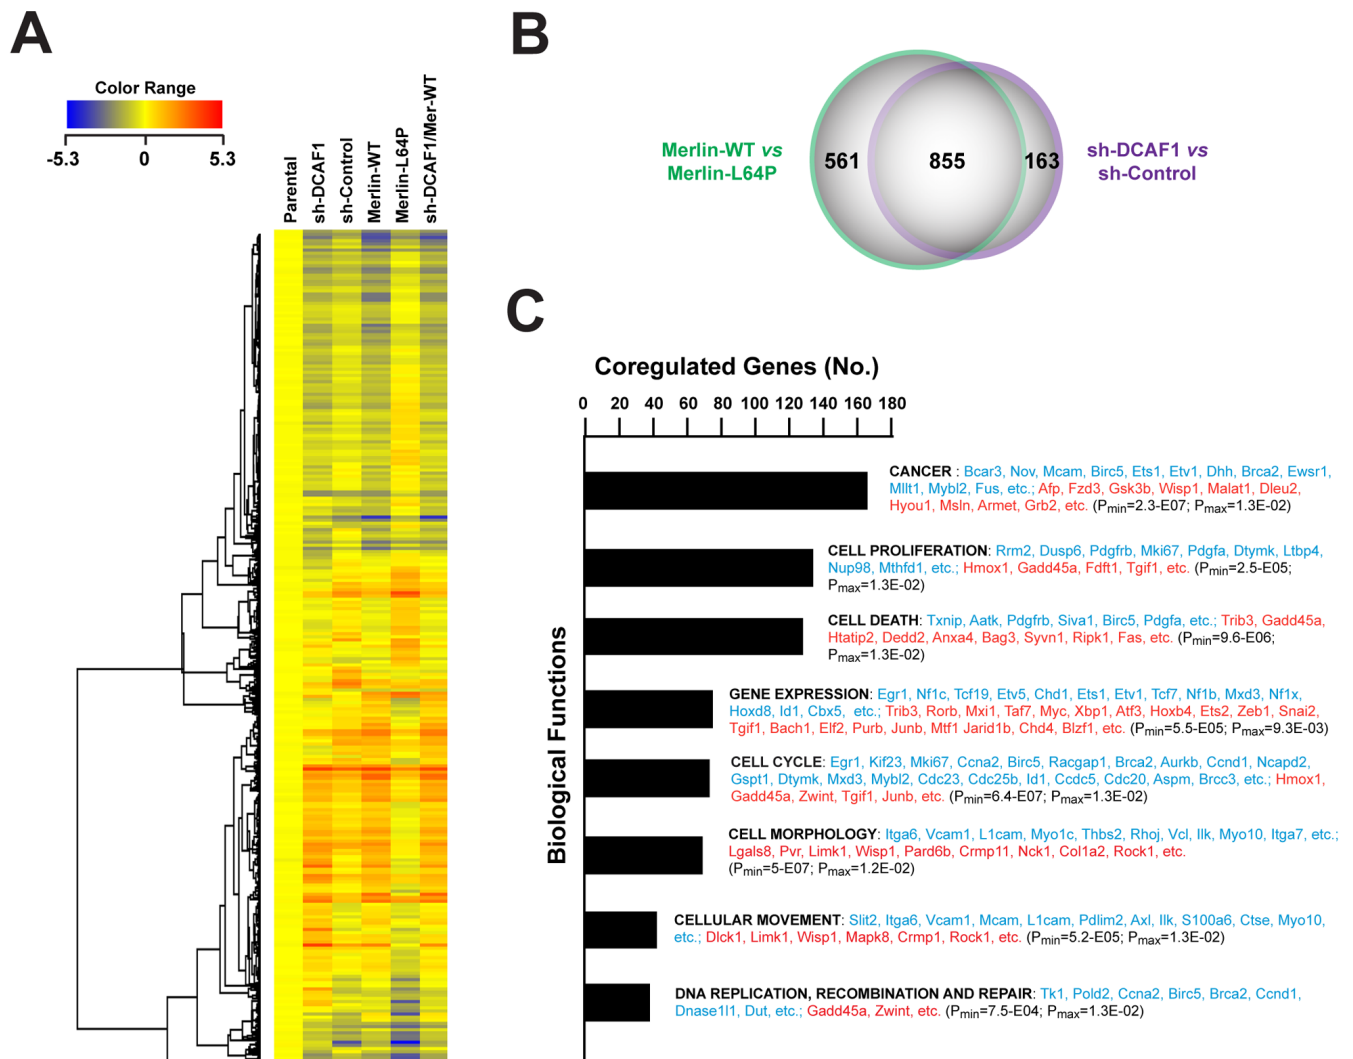 A
Color Range
-5.3 0 5.3
Parental
sh-DCAF1
sh-Control
Merlin-WT
Merlin-L64P
sh-DCAF1/Mer-WT
B
Merlin-WT vs
Merlin-L64P
561
855
163
sh-DCAF1 vs
sh-Control
C
Coregulated Genes (No.)
0 20 40 60 80 100 120 140 160 180
Biological Functions
CANCER : Bcar3, Nov, Mcam, Birc5, Ets1, Etv1, Dhh, Brca2, Ewsr1,
Mllt1, Mybl2, Fus, etc.; Afp, Fzd3, Gsk3b, Wisp1, Malat1, Dleu2,
Hyou1, Msln, Armet, Grb2, etc. (Pmin=2.3-E07; Pmax=1.3E-02)
CELL PROLIFERATION: Rrm2, Dusp6, Pdgfrb, Mki67, Pdgfa, Dtymk, Ltbp4,
Nup98, Mthfd1, etc.; Hmox1, Gadd45a, Fdft1, Tgif1, etc. (Pmin=2.5-E05;
Pmax=1.3E-02)
CELL DEATH: Txnip, Aatk, Pdgfrb, Siva1, Birc5, Pdgfa, etc.; Trib3, Gadd45a,
Htatip2, Dedd2, Anxa4, Bag3, Syvn1, Ripk1, Fas, etc. (Pmin=9.6-E06;
Pmax=1.3E-02)
GENE EXPRESSION: Egr1, Nf1c, Tcf19, Etv5, Chd1, Ets1, Etv1, Tcf7, Nf1b, Mxd3, Nf1x,
Hoxd8, Id1, Cbx5, etc.; Trib3, Rorb, Mxi1, Taf7, Myc, Xbp1, Atf3, Hoxb4, Ets2, Zeb1, Snai2,
Tgif1, Bach1, Elf2, Purb, Junb, Mtf1 Jarid1b, Chd4, Blzf1, etc. (Pmin=5.5-E05; Pmax=9.3E-03)
CELL CYCLE: Egr1, Kif23, Mki67, Ccna2, Birc5, Racgap1, Brca2, Aurkb, Ccnd1, Ncapd2,
Gspt1, Dtymk, Mxd3, Mybl2, Cdc23, Cdc25b, Id1, Ccdc5, Cdc20, Aspm, Brcc3, etc.; Hmox1,
Gadd45a, Zwint, Tgif1, Junb, etc. (Pmin=6.4-E07; Pmax=1.3E-02)
CELL MORPHOLOGY: Itga6, Vcam1, L1cam, Myo1c, Thbs2, Rhoj, Vcl, Ilk, Myo10, Itga7, etc.;
Lgals8, Pvr, Limk1, Wisp1, Pard6b, Crmp11, Nck1, Col1a2, Rock1, etc.
(Pmin=5-E07; Pmax=1.2E-02)
CELLULAR MOVEMENT: Slit2, Itga6, Vcam1, Mcam, L1cam, Pdlim2, Axl, Ilk, S100a6, Ctse, Myo10,
etc.; Dlck1, Limk1, Wisp1, Mapk8, Crmp1, Rock1, etc. (Pmin=5.2-E05; Pmax=1.3E-02)
DNA REPLICATION, RECOMBINATION AND REPAIR: Tk1, Pold2, Ccna2, Birc5, Brca2, Ccnd1,
Dnase1l1, Dut, etc.; Gadd45a, Zwint, etc. (Pmin=7.5-E04; Pmax=1.3E-02)